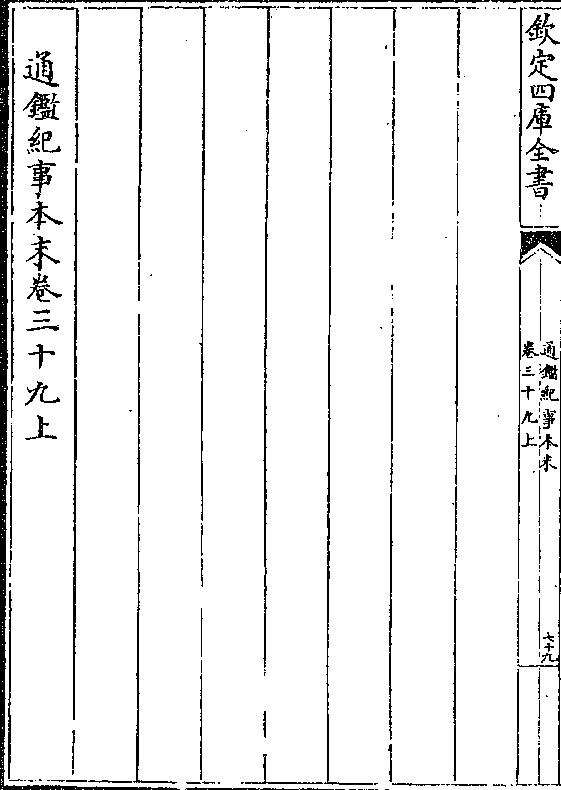 欽定四庫全書
通鑑紀事本末
卷三十九上
七十九
通鑑紀事本末卷三十九上